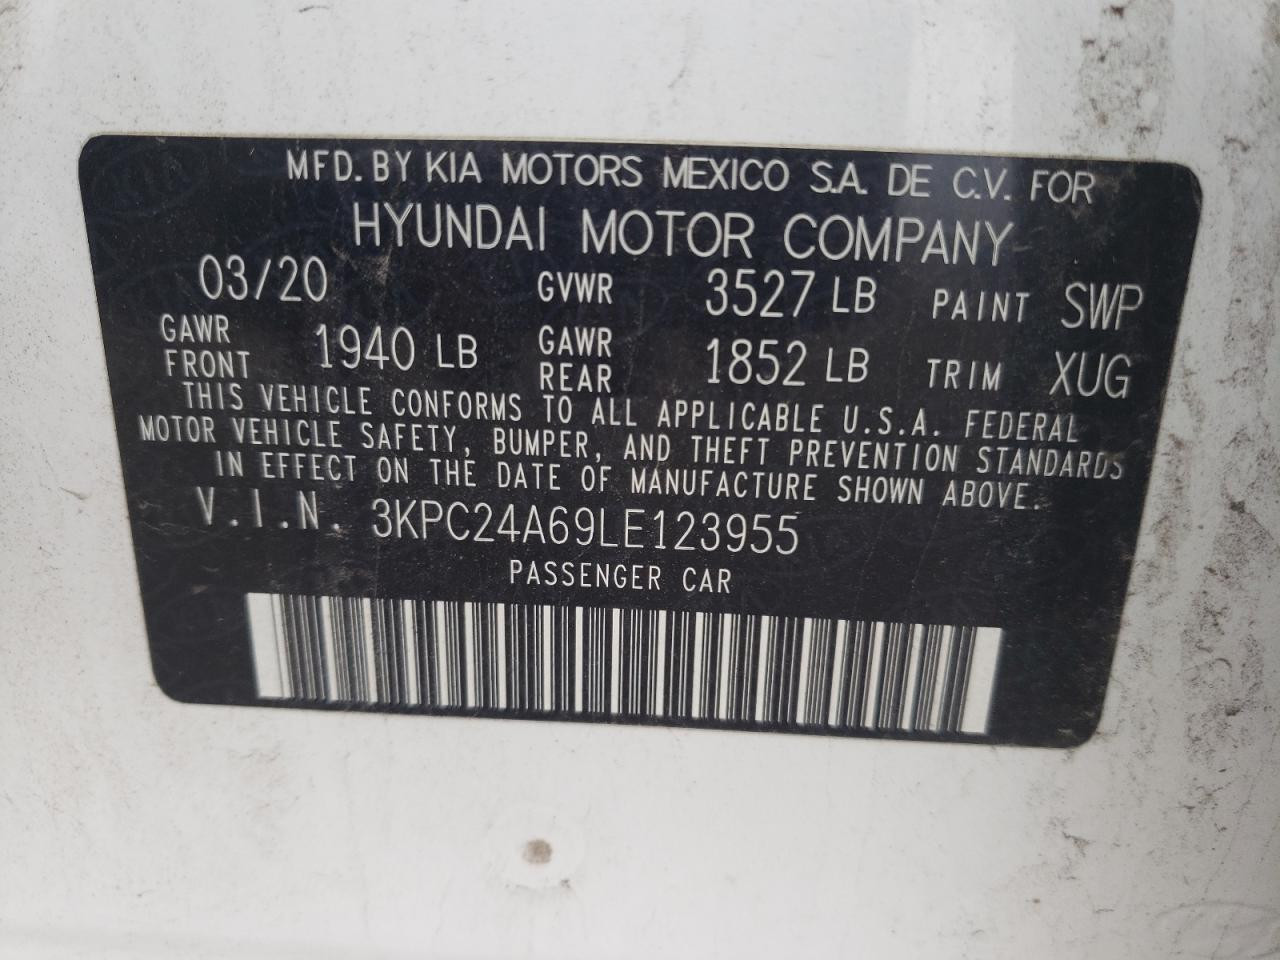 MFD. BY KIA MOTORS MEXICO S.A. DE C.V. FOR
HYUNDAI MOTOR COMPANY
03/20 GVWR 3527 LB PAINT SWP
GAWR FRONT 1940 LB GAWR REAR 1852 LB TRIM XUG
THIS VEHICLE CONFORMS TO ALL APPLICABLE U.S.A. FEDERAL
MOTOR VEHICLE SAFETY, BUMPER, AND THEFT PREVENTION STANDARDS
IN EFFECT ON THE DATE OF MANUFACTURE SHOWN ABOVE.
V.I.N. 3KPC24A69LE123955
PASSENGER CAR